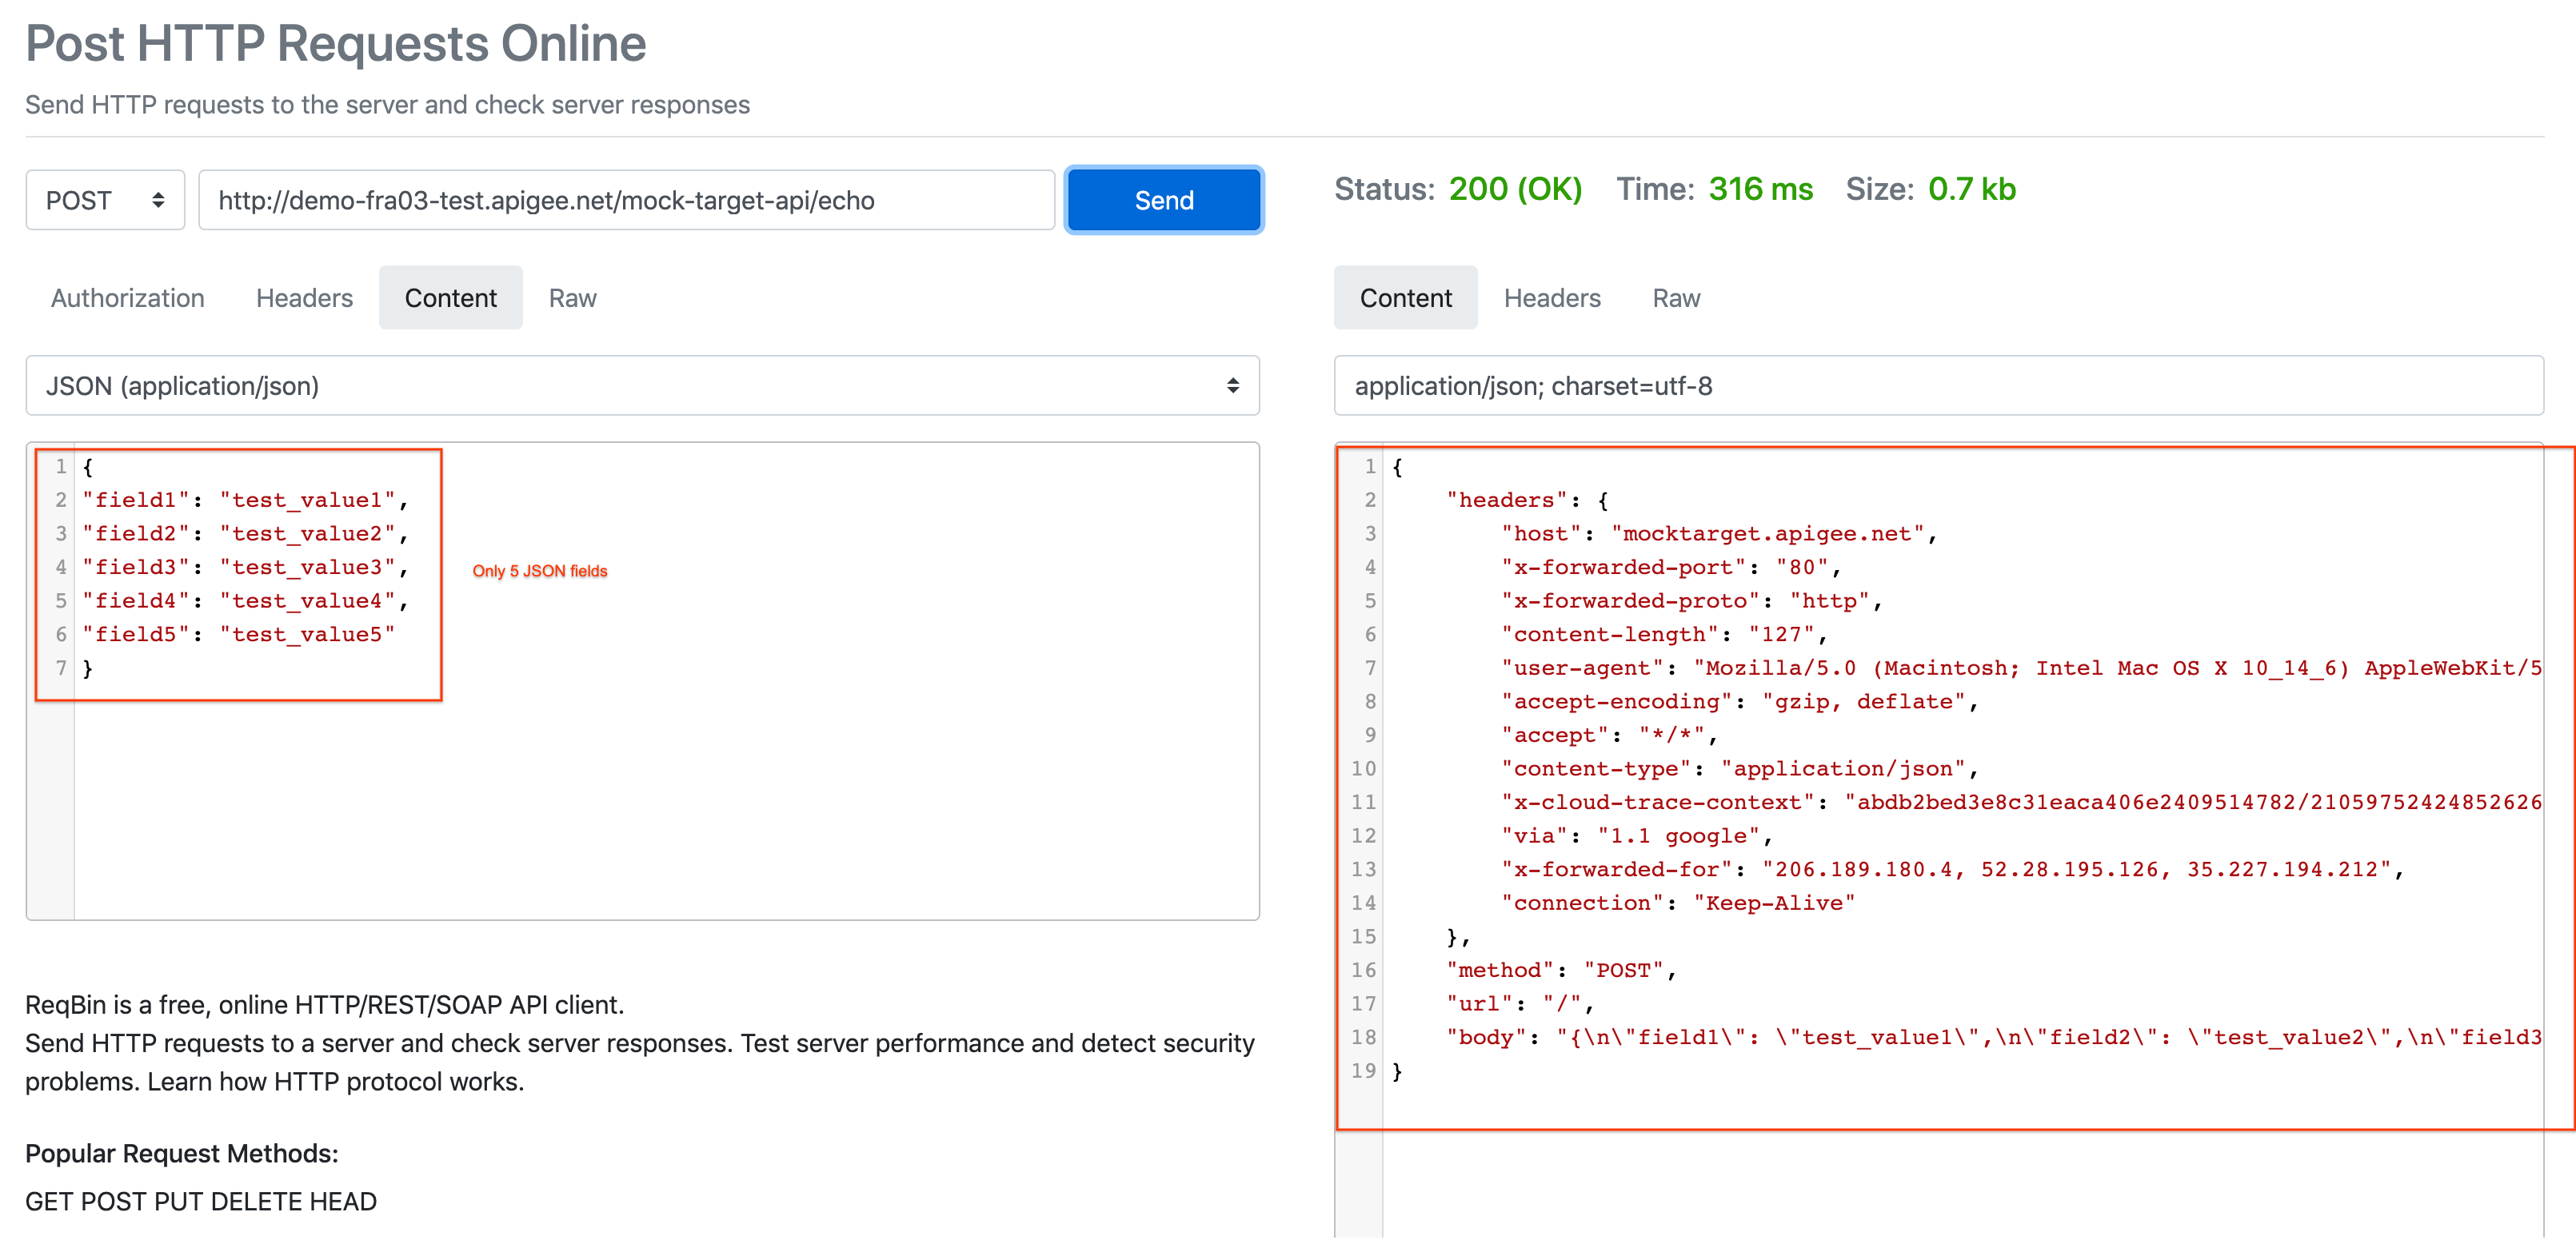 Post HTTP Requests Online
Send HTTP requests to the server and check server responses
POST http://demo-fra03-test.apigee.net/mock-target-api/echo Send
Authorization Headers Content Raw
JSON (application/json)
1 {
2 "field1": "test_value1",
3 "field2": "test_value2",
4 "field3": "test_value3",
5 "field4": "test_value4",
6 "field5": "test_value5"
7 }
Only 5 JSON fields
ReqBin is a free, online HTTP/REST/SOAP API client.
Send HTTP requests to a server and check server responses. Test server performance and detect security
problems. Learn how HTTP protocol works.
Popular Request Methods:
GET POST PUT DELETE HEAD
Status: 200 (OK) Time: 316 ms Size: 0.7 kb
Content Headers Raw
application/json; charset=utf-8
1 {
2 "headers": {
3 "host": "mocktarget.apigee.net",
4 "x-forwarded-port": "80",
5 "x-forwarded-proto": "http",
6 "content-length": "127",
7 "user-agent": "Mozilla/5.0 (Macintosh; Intel Mac OS X 10_14_6) AppleWebKit/5
8 "accept-encoding": "gzip, deflate",
9 "accept": "*/*",
10 "content-type": "application/json",
11 "x-cloud-trace-context": "abdb2bed3e8c31eaca406e2409514782/21059752424852626
12 "via": "1.1 google",
13 "x-forwarded-for": "206.189.180.4, 52.28.195.126, 35.227.194.212",
14 "connection": "Keep-Alive"
15 },
16 "method": "POST",
17 "url": "/",
18 "body": "{\n\"field1\": \"test_value1\",\n\"field2\": \"test_value2\",\n\"field3
19 }